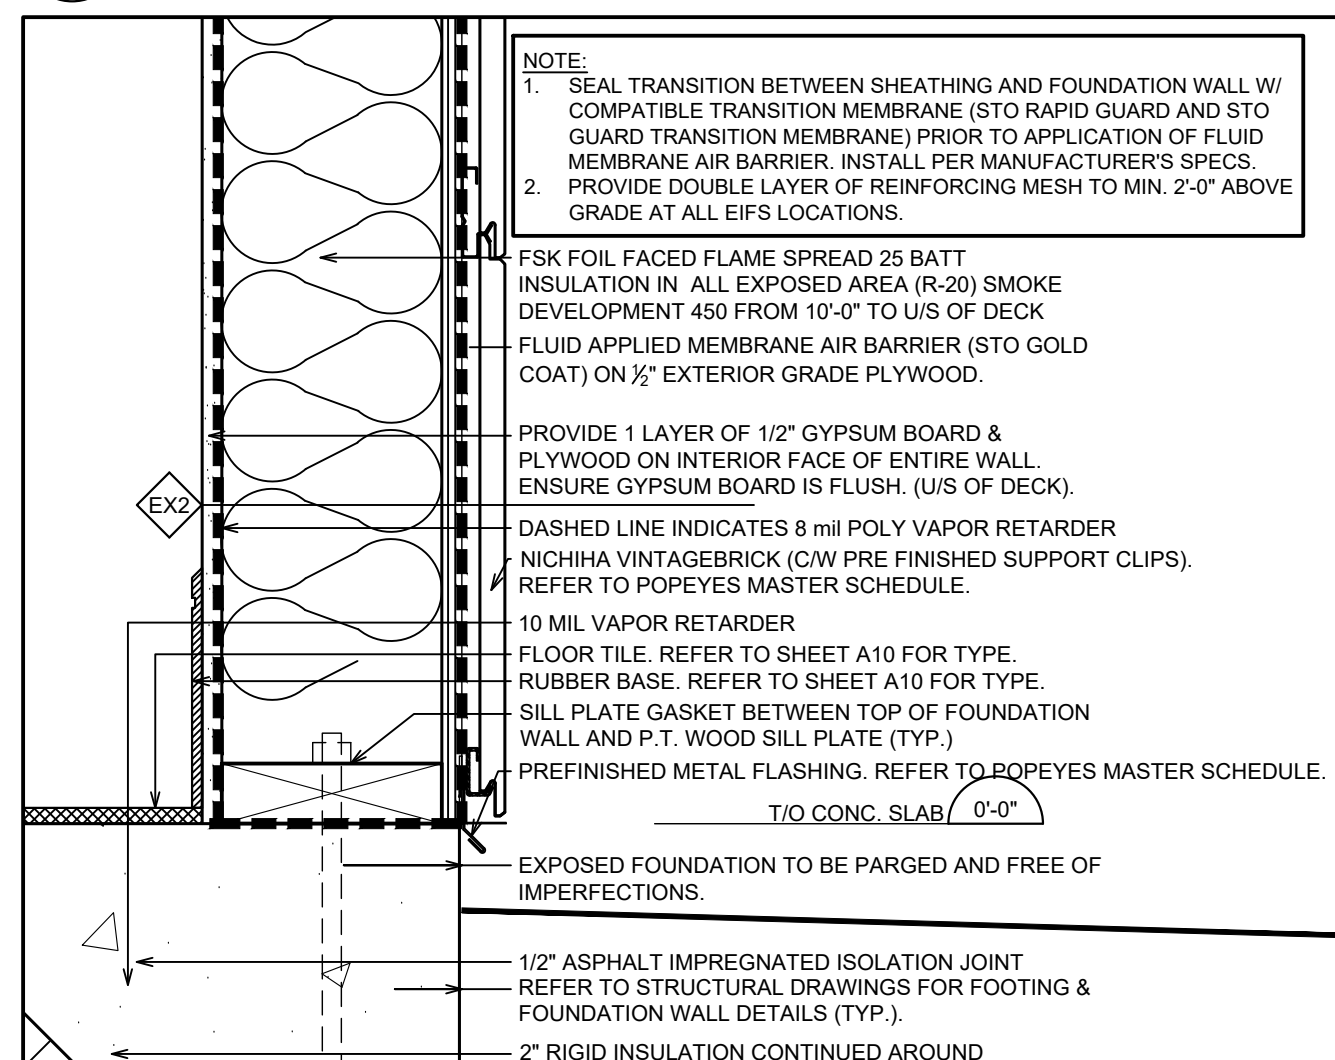 NOTE:
1. SEAL TRANSITION BETWEEN SHEATHING AND FOUNDATION WALL W/
COMPATIBLE TRANSITION MEMBRANE (STO RAPID GUARD AND STO
GUARD TRANSITION MEMBRANE) PRIOR TO APPLICATION OF FLUID
MEMBRANE AIR BARRIER. INSTALL PER MANUFACTURER'S SPECS.
2. PROVIDE DOUBLE LAYER OF REINFORCING MESH TO MIN. 2'-0" ABOVE
GRADE AT ALL EIFS LOCATIONS.
FSK FOIL FACED FLAME SPREAD 25 BATT
INSULATION IN ALL EXPOSED AREA (R-20) SMOKE
DEVELOPMENT 450 FROM 10'-0" TO U/S OF DECK
FLUID APPLIED MEMBRANE AIR BARRIER (STO GOLD
COAT) ON ½" EXTERIOR GRADE PLYWOOD.
PROVIDE 1 LAYER OF 1/2" GYPSUM BOARD &
PLYWOOD ON INTERIOR FACE OF ENTIRE WALL.
ENSURE GYPSUM BOARD IS FLUSH. (U/S OF DECK).
EX2
DASHED LINE INDICATES 8 mil POLY VAPOR RETARDER
NICHIHA VINTAGEBRICK (C/W PRE FINISHED SUPPORT CLIPS).
REFER TO POPEYES MASTER SCHEDULE.
10 MIL VAPOR RETARDER
FLOOR TILE. REFER TO SHEET A10 FOR TYPE.
RUBBER BASE. REFER TO SHEET A10 FOR TYPE.
SILL PLATE GASKET BETWEEN TOP OF FOUNDATION
WALL AND P.T. WOOD SILL PLATE (TYP.)
PREFINISHED METAL FLASHING. REFER TO POPEYES MASTER SCHEDULE.
T/O CONC. SLAB 0'-0"
EXPOSED FOUNDATION TO BE PARGED AND FREE OF
IMPERFECTIONS.
1/2" ASPHALT IMPREGNATED ISOLATION JOINT
REFER TO STRUCTURAL DRAWINGS FOR FOOTING &
FOUNDATION WALL DETAILS (TYP.).
2" RIGID INSULATION CONTINUED AROUND